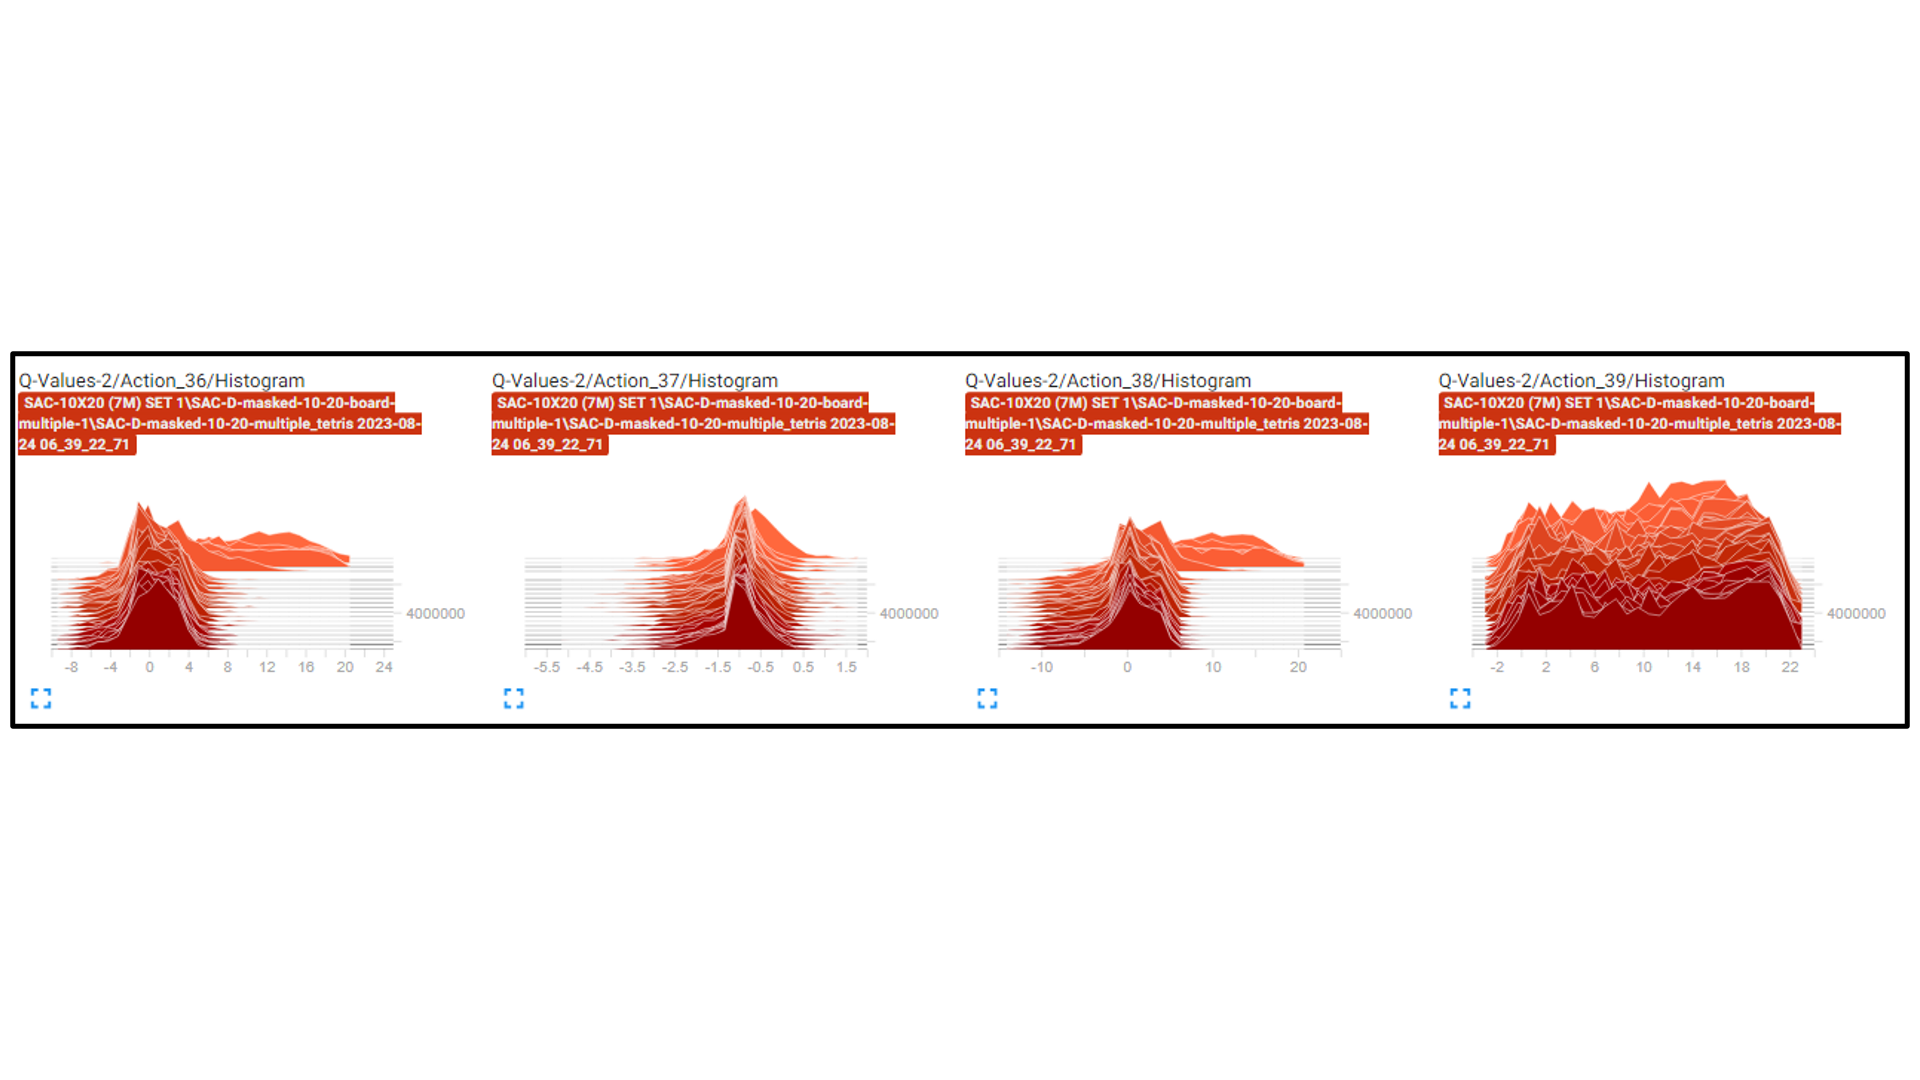 Q-Values-2/Action_36/Histogram
SAC-10X20 (7M) SET 1\SAC-D-masked-10-20-board-
multiple-1\SAC-D-masked-10-20-multiple_tetris 2023-08-
24 06_39_22_71
4000000
-8 -4 0 4 8 12 16 20 24
Q-Values-2/Action_37/Histogram
SAC-10X20 (7M) SET 1\SAC-D-masked-10-20-board-
multiple-1\SAC-D-masked-10-20-multiple_tetris 2023-08-
24 06_39_22_71
4000000
-5.5 -4.5 -3.5 -2.5 -1.5 -0.5 0.5 1.5
Q-Values-2/Action_38/Histogram
SAC-10X20 (7M) SET 1\SAC-D-masked-10-20-board-
multiple-1\SAC-D-masked-10-20-multiple_tetris 2023-08-
24 06_39_22_71
4000000
-10 0 10 20
Q-Values-2/Action_39/Histogram
SAC-10X20 (7M) SET 1\SAC-D-masked-10-20-board-
multiple-1\SAC-D-masked-10-20-multiple_tetris 2023-08-
24 06_39_22_71
4000000
-2 2 6 10 14 18 22